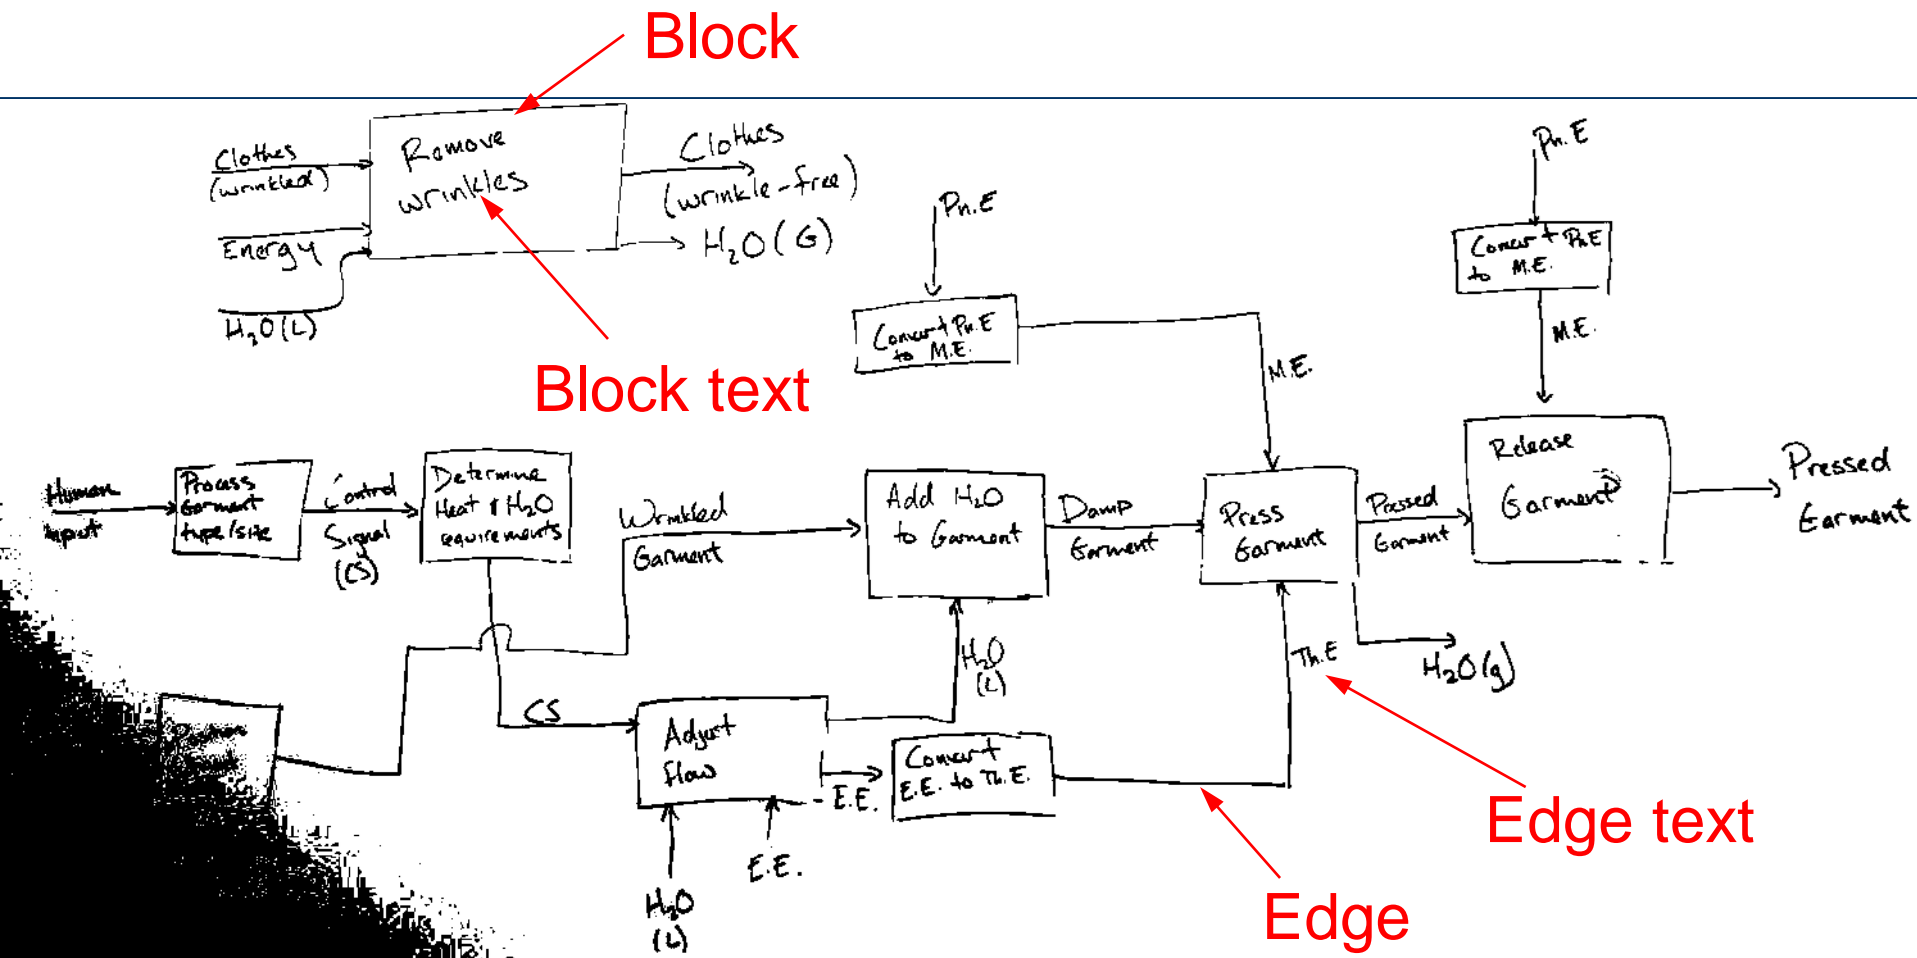 Block
Clothes
(wrinkled)
Energy
H₂O(L)
Remove
wrinkles
Clothes
(wrinkle-free)
H₂O(G)
Block text
Pn.E
Convert Pn.E
to M.E.
M.E.
Pn.E
Convert Pn.E
to M.E.
M.E.
Human
input
Process
Garment
type/size
Control
Signal
(CS)
Determine
Heat & H₂O
requirements
Wrinkled
Garment
Add H₂O
to Garment
Damp
Garment
Press
Garment
Pressed
Garment
Release
Garment
Pressed
Garment
H₂O
(L)
Th.E
H₂O(g)
CS
Adjust
flow
E.E.
Convert
E.E. to Th.E.
H₂O
(L)
E.E.
Edge text
Edge